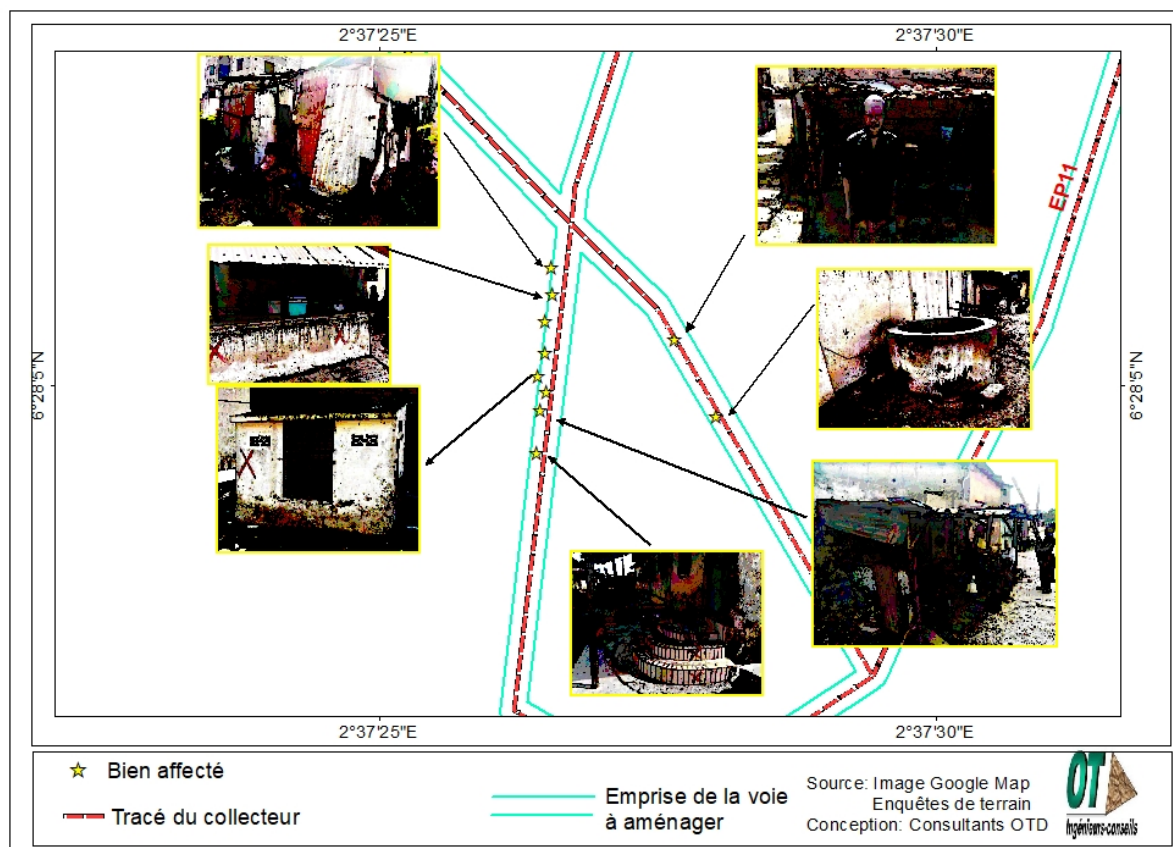 2°37'25"E
2°37'30"E
EP11
6°28'5"N
6°28'5"N
2°37'25"E
2°37'30"E
Bien affecté
Tracé du collecteur
Emprise de la voie
à aménager
Source: Image Google Map
Enquêtes de terrain
Conception: Consultants OTD
OT
Ingénieurs-conseils